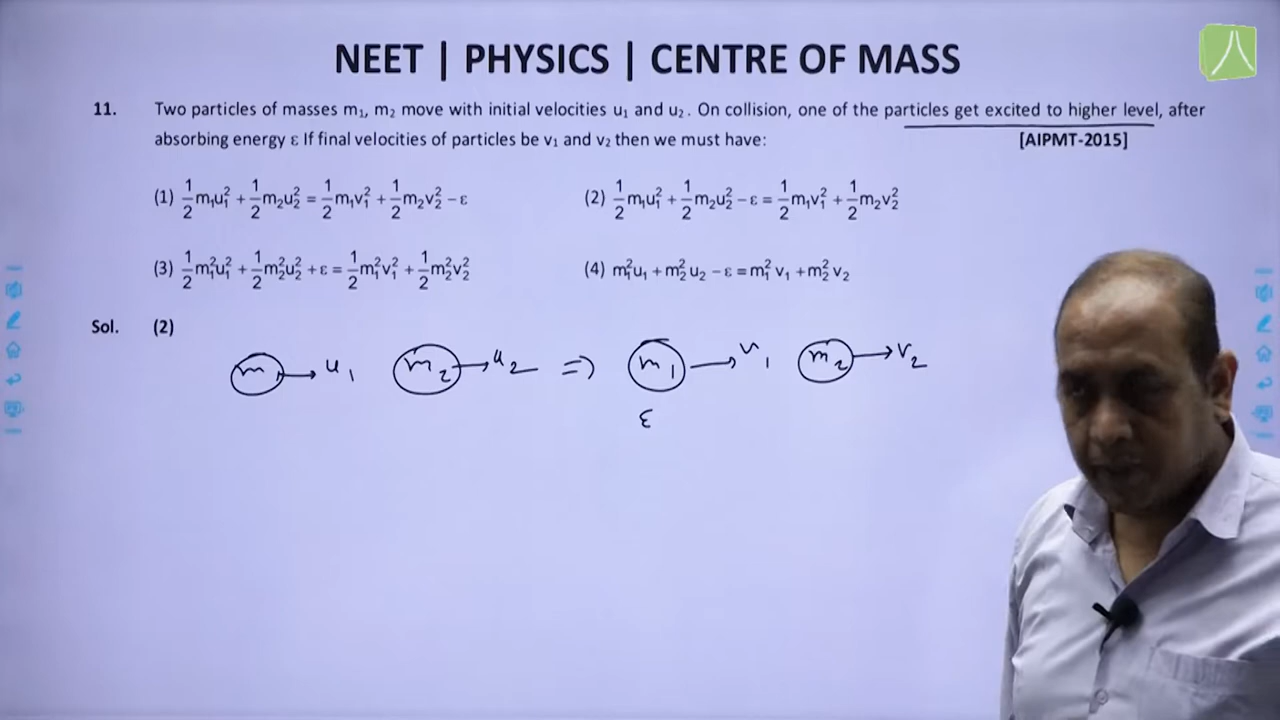 NEET | PHYSICS | CENTRE OF MASS
11. Two particles of masses m₁, m₂ move with initial velocities u₁ and u₂. On collision, one of the particles get excited to higher level, after
absorbing energy ε If final velocities of particles be v₁ and v₂ then we must have: [AIPMT-2015]
(1) 1/2 m₁u₁² + 1/2 m₂u₂² = 1/2 m₁v₁² + 1/2 m₂v₂² − ε (2) 1/2 m₁u₁² + 1/2 m₂u₂² − ε = 1/2 m₁v₁² + 1/2 m₂v₂²
(3) 1/2 m₁²u₁² + 1/2 m₂²u₂² + ε = 1/2 m₁²v₁² + 1/2 m₂²v₂² (4) m₁²u₁ + m₂²u₂ − ε = m₁²v₁ + m₂²v₂
Sol. (2)
m₁ → u₁ m₂ → u₂ ⇒ m₁ → v₁ m₂ → v₂
ε